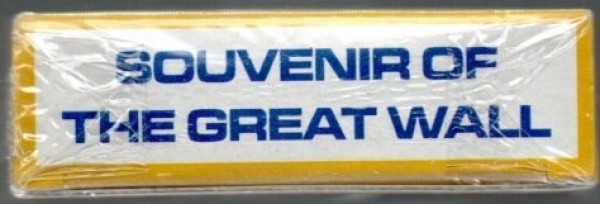 SOUVENIR OF
THE GREAT WALL